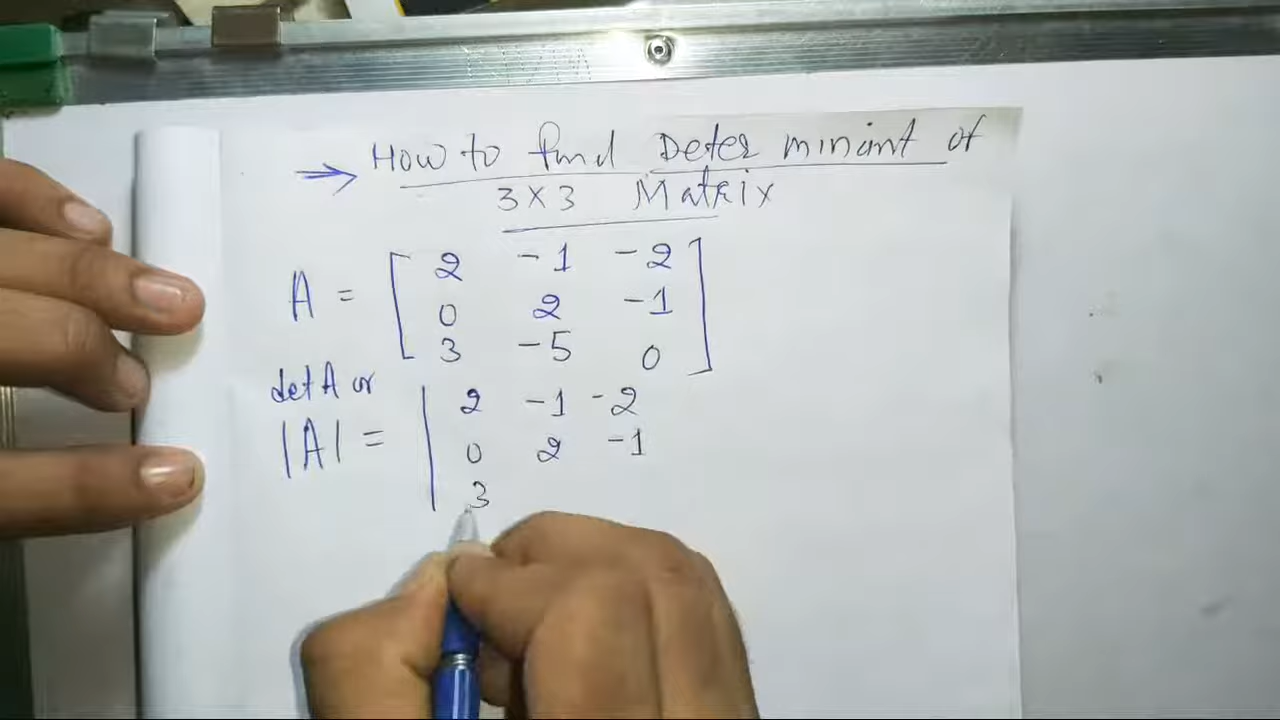 → How to find Determinant of
3×3 Matrix
A = [ 2 -1 -2
0 2 -1
3 -5 0 ]
det A or
|A| = | 2 -1 -2
0 2 -1
3